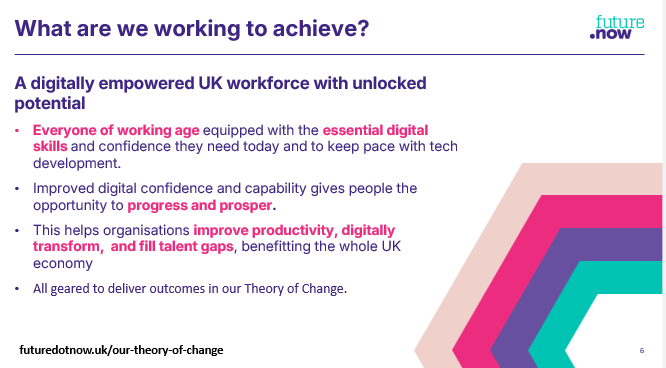 What are we working to achieve?
future
.now
A digitally empowered UK workforce with unlocked
potential
• Everyone of working age equipped with the essential digital
skills and confidence they need today and to keep pace with tech
development.
• Improved digital confidence and capability gives people the
opportunity to progress and prosper.
• This helps organisations improve productivity, digitally
transform, and fill talent gaps, benefitting the whole UK
economy
• All geared to deliver outcomes in our Theory of Change.
futuredotnow.uk/our-theory-of-change
6